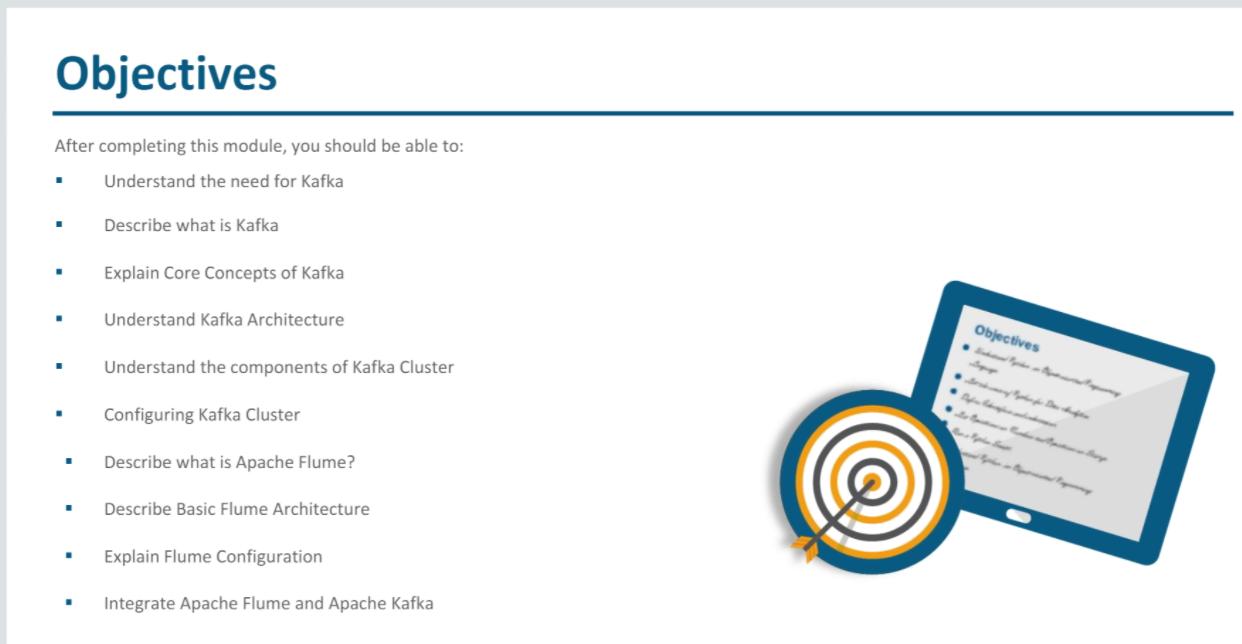 Objectives
After completing this module, you should be able to:
▪ Understand the need for Kafka
▪ Describe what is Kafka
▪ Explain Core Concepts of Kafka
▪ Understand Kafka Architecture
▪ Understand the components of Kafka Cluster
▪ Configuring Kafka Cluster
▪ Describe what is Apache Flume?
▪ Describe Basic Flume Architecture
▪ Explain Flume Configuration
▪ Integrate Apache Flume and Apache Kafka
Objectives